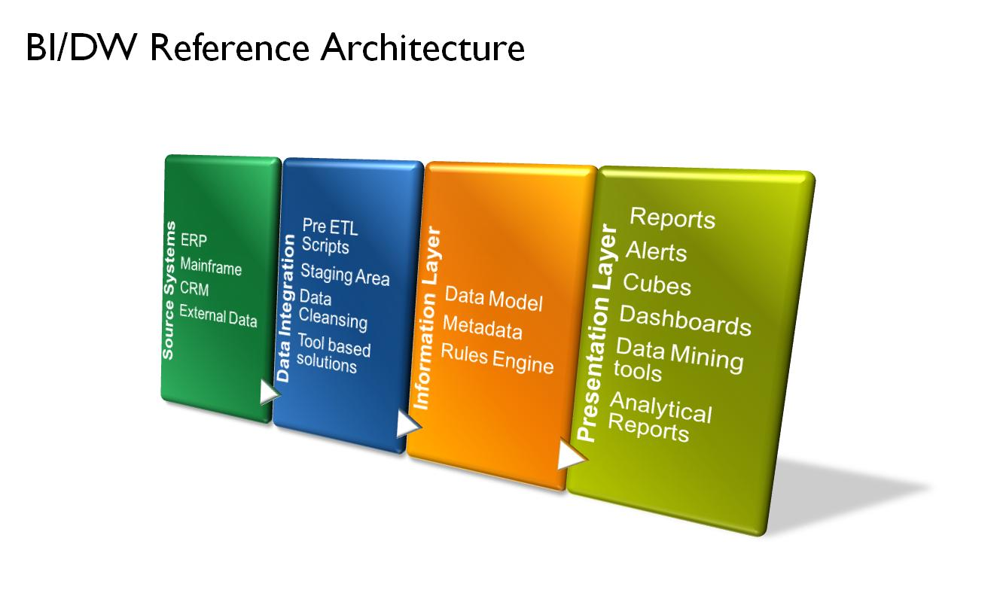 BI/DW Reference Architecture
Source Systems
ERP
Mainframe
CRM
External Data
Data Integration
Pre ETL
Scripts
Staging Area
Data
Cleansing
Tool based
solutions
Information Layer
Data Model
Metadata
Rules Engine
Presentation Layer
Reports
Alerts
Cubes
Dashboards
Data Mining
tools
Analytical
Reports